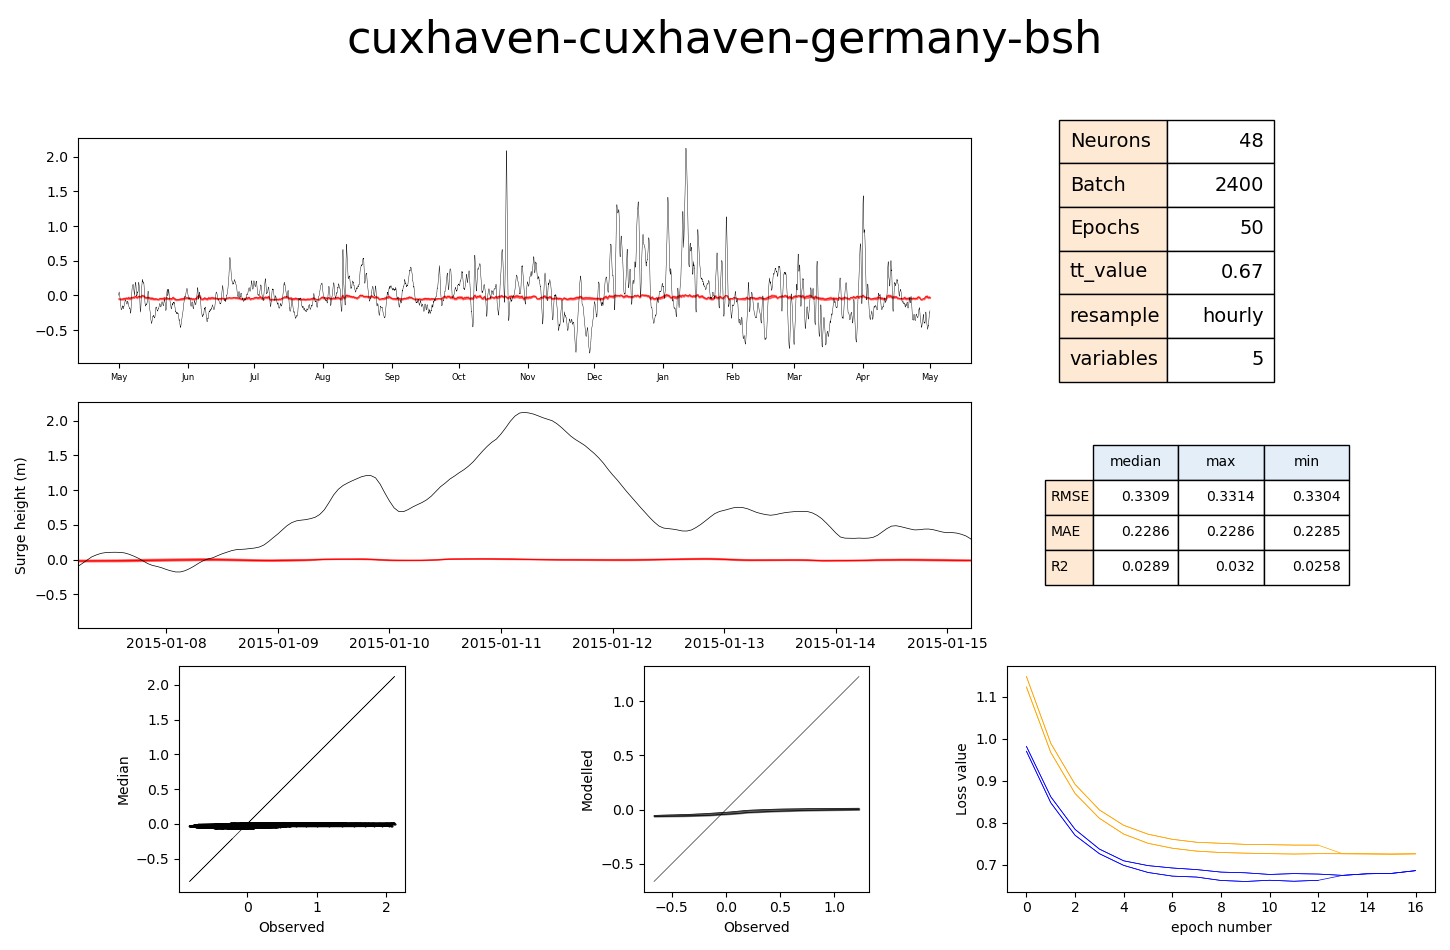 cuxhaven-cuxhaven-germany-bsh
2.0
1.5
1.0
0.5
0.0
−0.5
May Jun Jul Aug Sep Oct Nov Dec Jan Feb Mar Apr May
Neurons 48
Batch 2400
Epochs 50
tt_value 0.67
resample hourly
variables 5
Surge height (m)
2.0
1.5
1.0
0.5
0.0
−0.5
2015-01-08 2015-01-09 2015-01-10 2015-01-11 2015-01-12 2015-01-13 2015-01-14 2015-01-15
median max min
RMSE 0.3309 0.3314 0.3304
MAE 0.2286 0.2286 0.2285
R2 0.0289 0.032 0.0258
Median
2.0
1.5
1.0
0.5
0.0
−0.5
0 1 2
Observed
Modelled
1.0
0.5
0.0
−0.5
−0.5 0.0 0.5 1.0
Observed
Loss value
1.1
1.0
0.9
0.8
0.7
0 2 4 6 8 10 12 14 16
epoch number